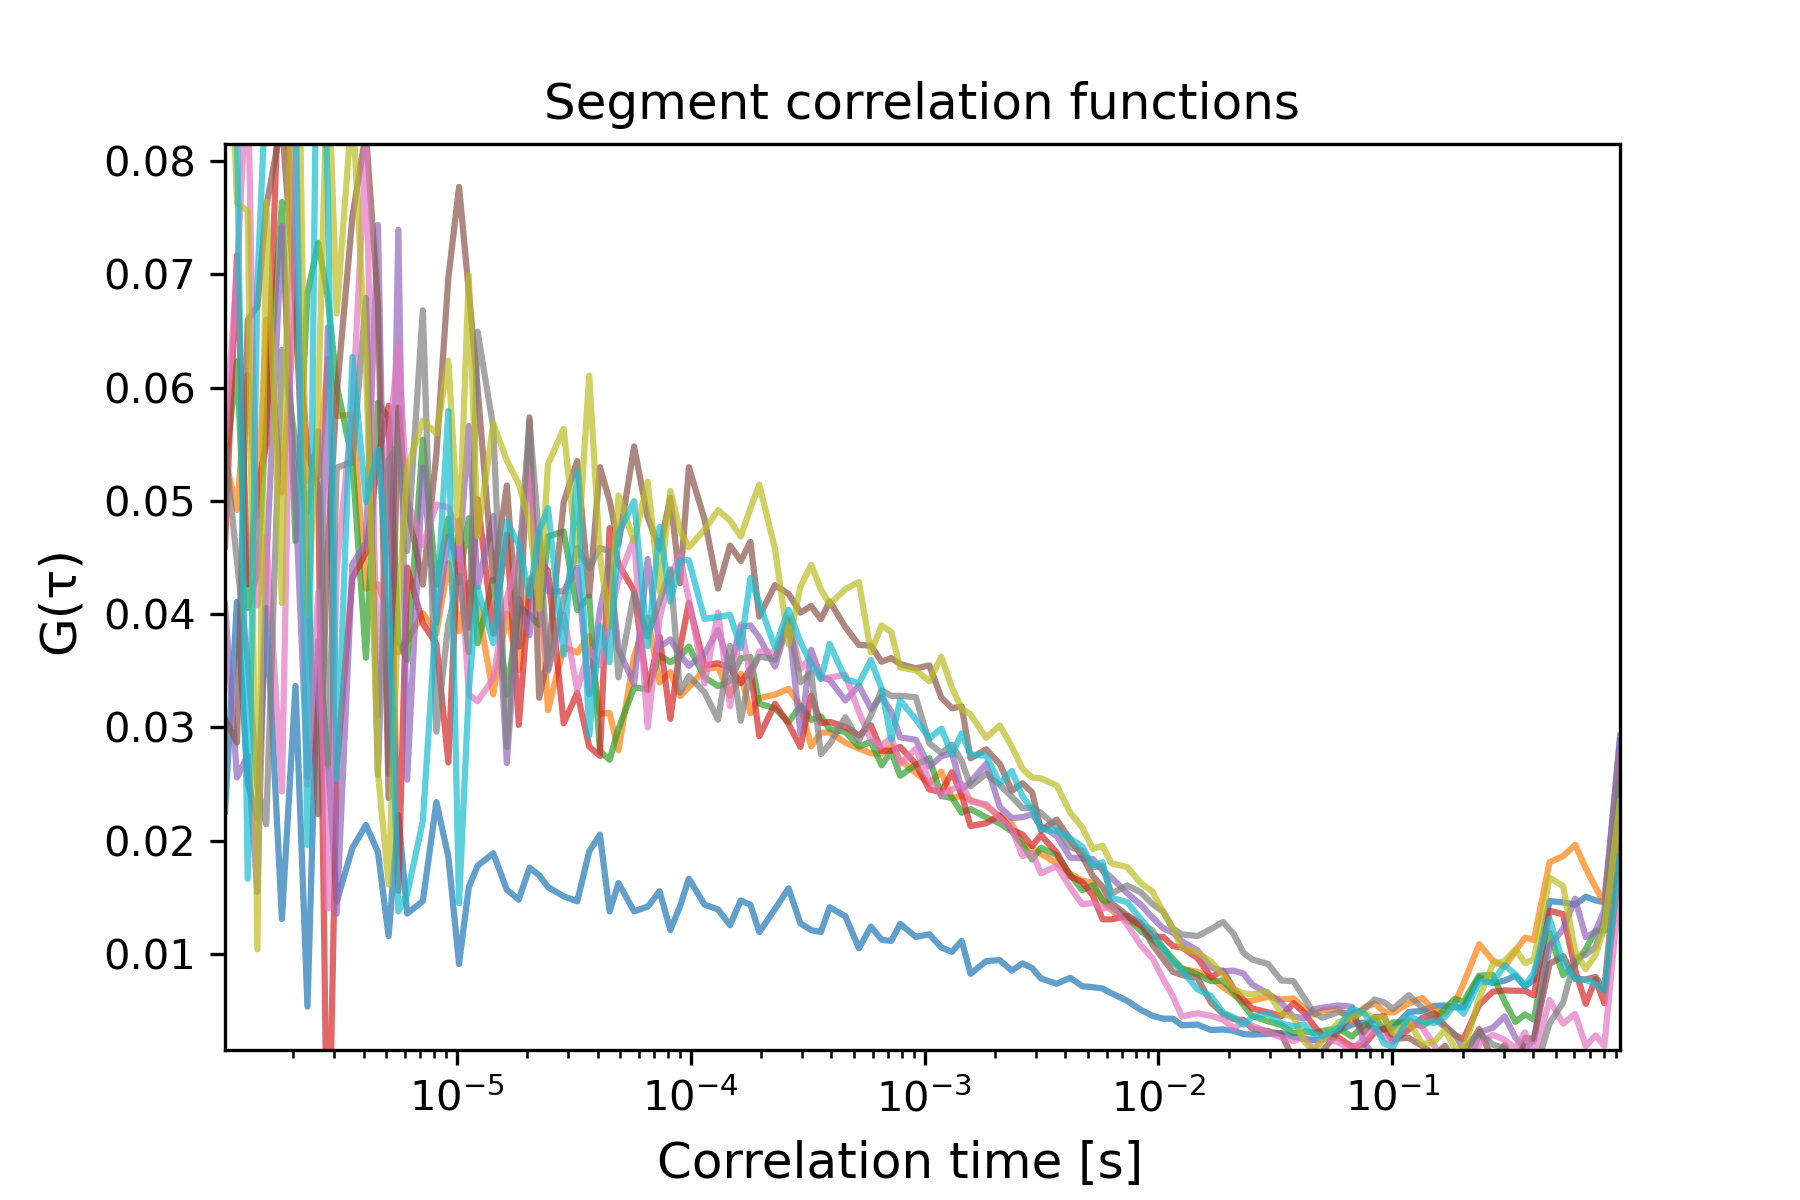 Segment correlation functions
0.08
0.07
0.06
0.05
0.04
0.03
0.02
0.01
G(τ)
10⁻⁵ 10⁻⁴ 10⁻³ 10⁻² 10⁻¹
Correlation time [s]